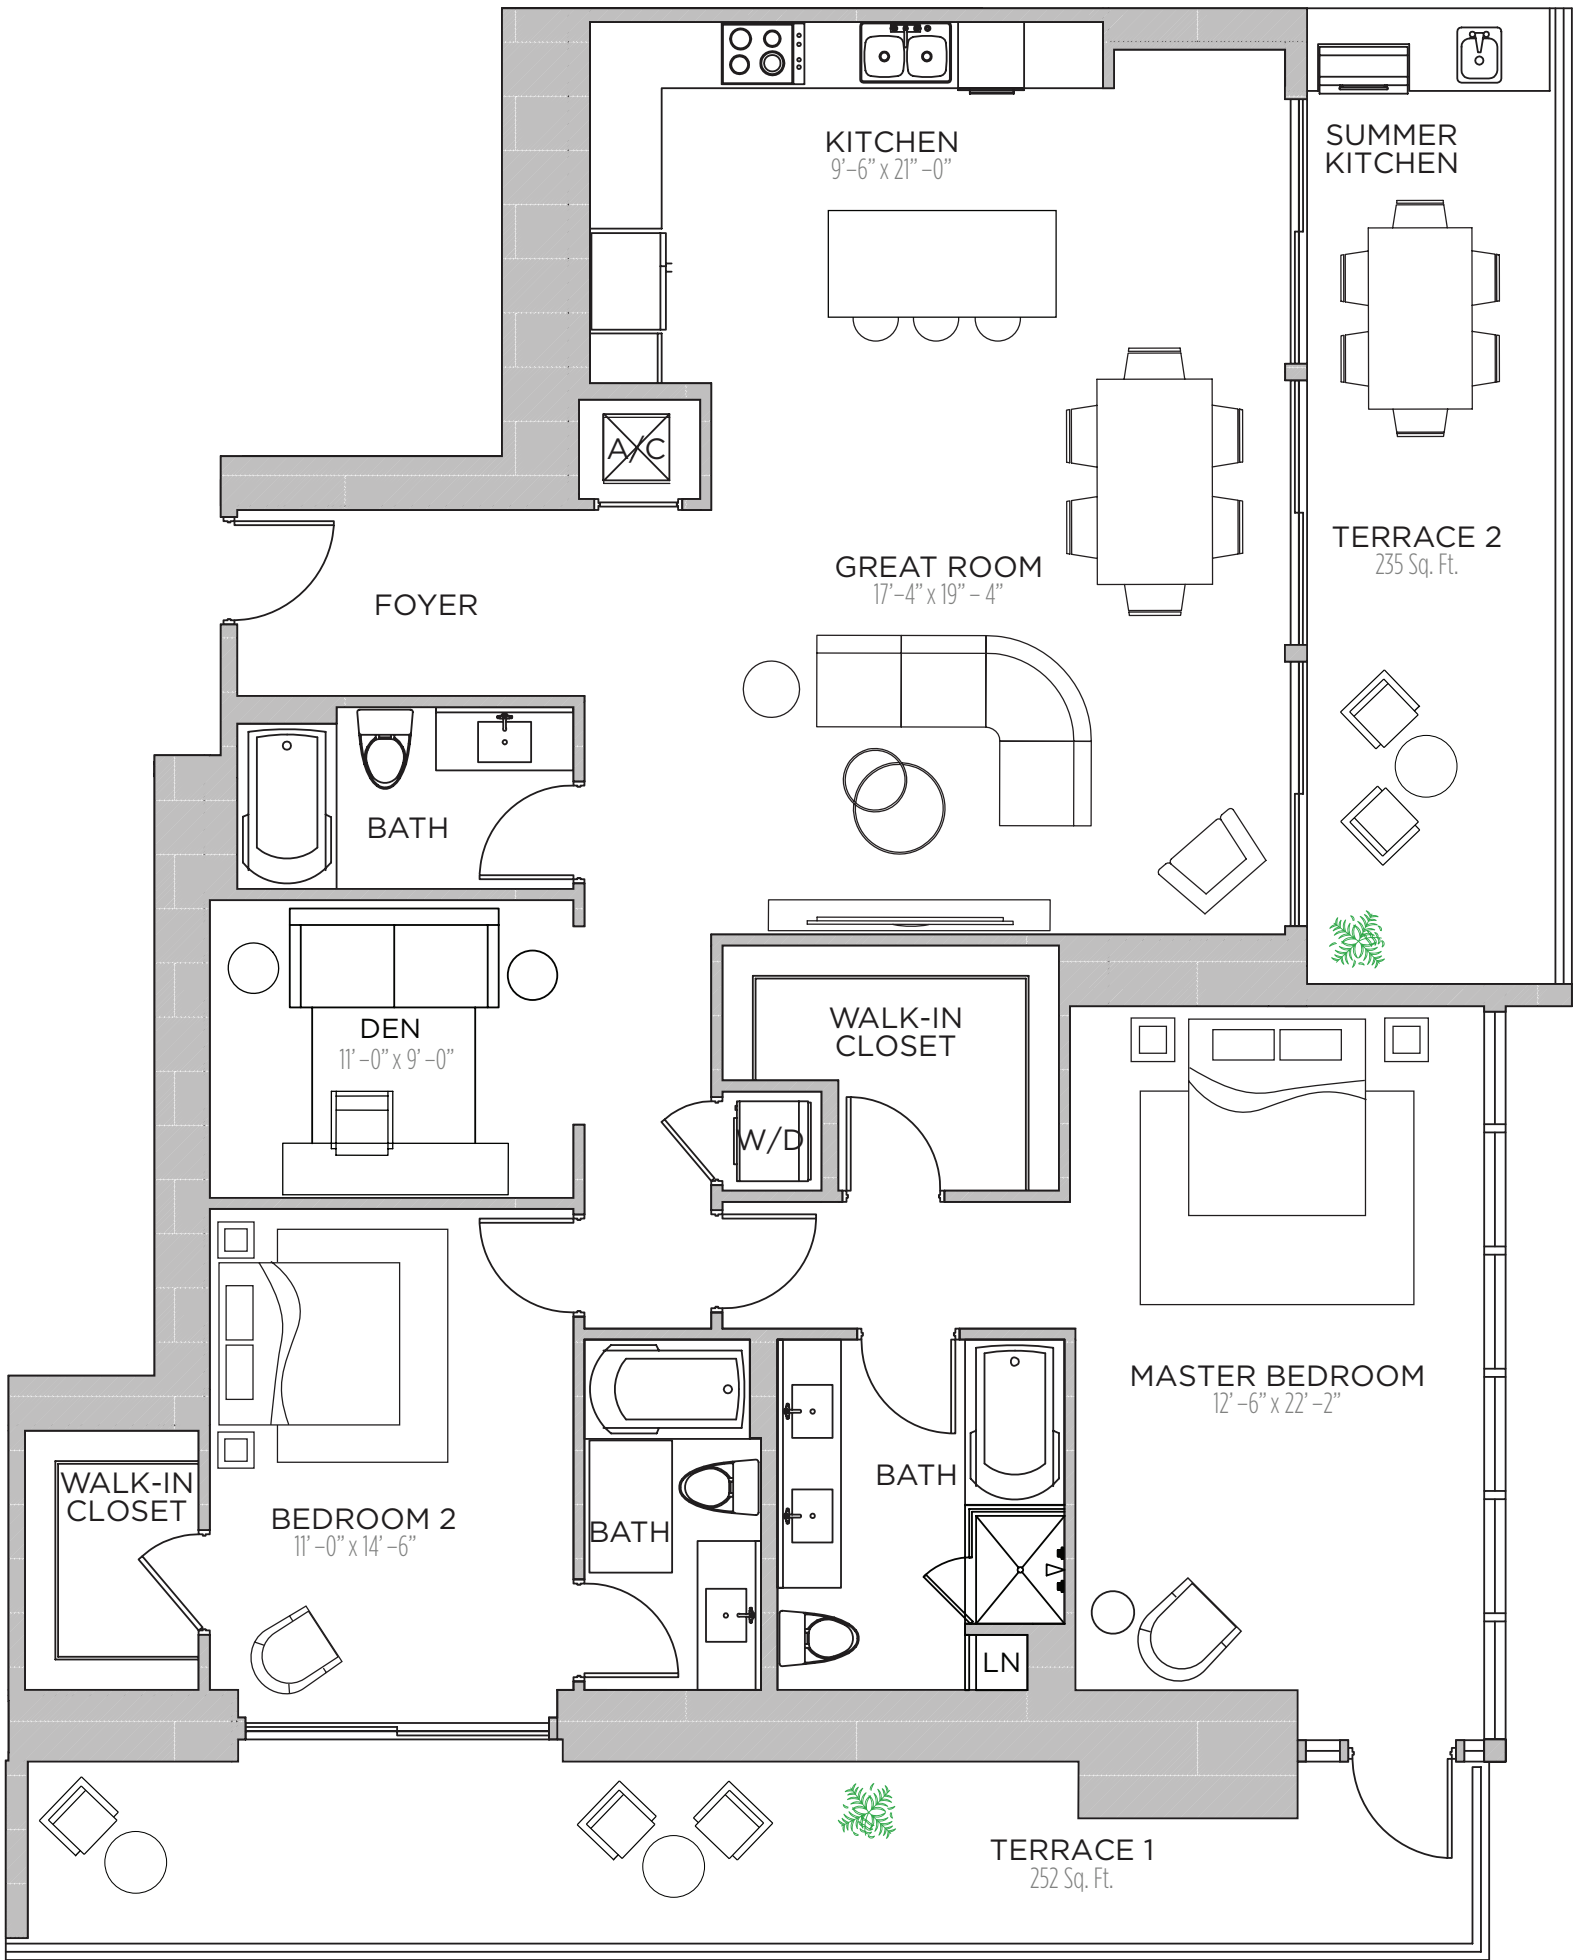 KITCHEN
9'–6” x 21” –0”
SUMMER
KITCHEN
A/C
GREAT ROOM
17'–4” x 19” – 4”
TERRACE 2
235 Sq. Ft.
FOYER
BATH
DEN
11' –0” x 9' –0”
WALK-IN
CLOSET
W/D
MASTER BEDROOM
12' –6” x 22' –2”
WALK-IN
CLOSET
BEDROOM 2
11' –0” x 14' –6”
BATH
BATH
LN
TERRACE 1
252 Sq. Ft.